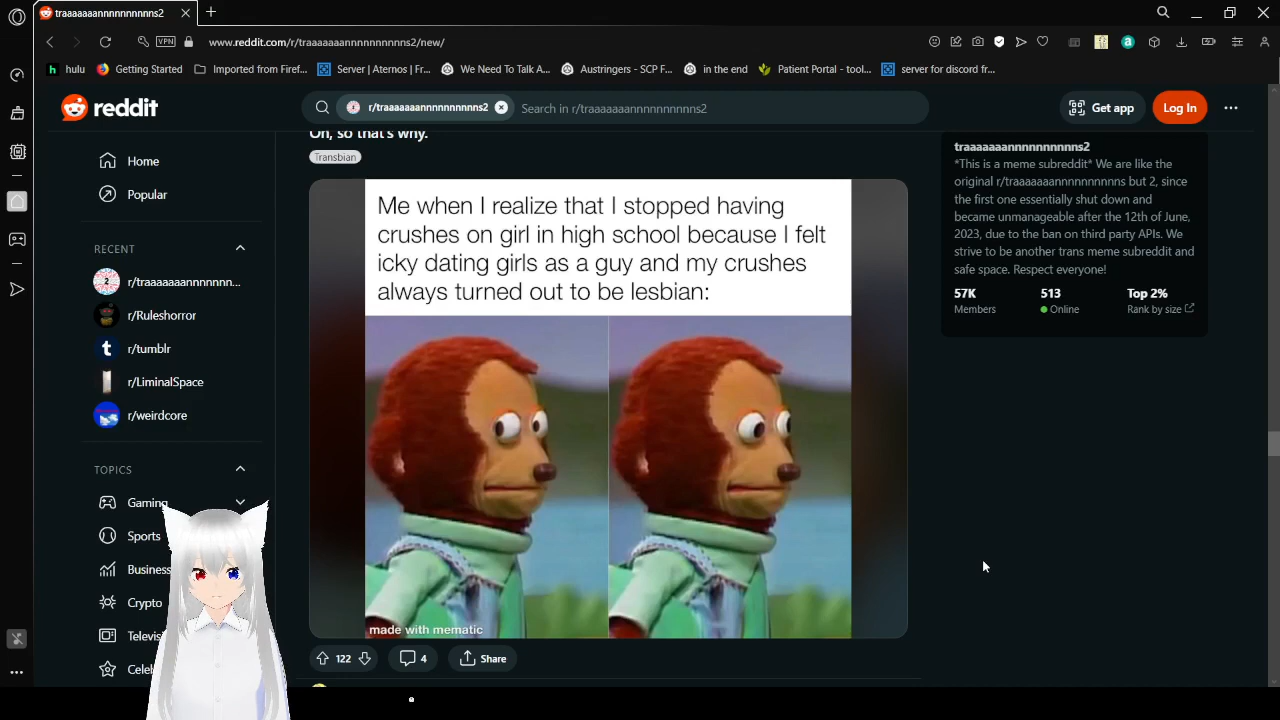 traaaaaaannnnnnnnnns2
VPN
www.reddit.com/r/traaaaaaannnnnnnnnns2/new/
hulu
Getting Started
Imported from Firef...
Server | Aternos | Fr...
We Need To Talk A...
Austringers - SCP F...
in the end
Patient Portal - tool...
server for discord fr...
reddit
r/traaaaaaannnnnnnnnns2
Search in r/traaaaaaannnnnnnnnns2
Get app
Log In
Home
Popular
RECENT
r/traaaaaaannnnnnn...
r/Ruleshorror
r/tumblr
r/LiminalSpace
r/weirdcore
TOPICS
Gaming
Sports
Business
Crypto
Televisi
Celeb
Oh, so that's why.
Transbian
Me when I realize that I stopped having
crushes on girl in high school because I felt
icky dating girls as a guy and my crushes
always turned out to be lesbian:
made with mematic
122
4
Share
traaaaaaannnnnnnnnns2
*This is a meme subreddit* We are like the
original r/traaaaaaannnnnnnnnns but 2, since
the first one essentially shut down and
became unmanageable after the 12th of June,
2023, due to the ban on third party APIs. We
strive to be another trans meme subreddit and
safe space. Respect everyone!
57K
Members
513
Online
Top 2%
Rank by size